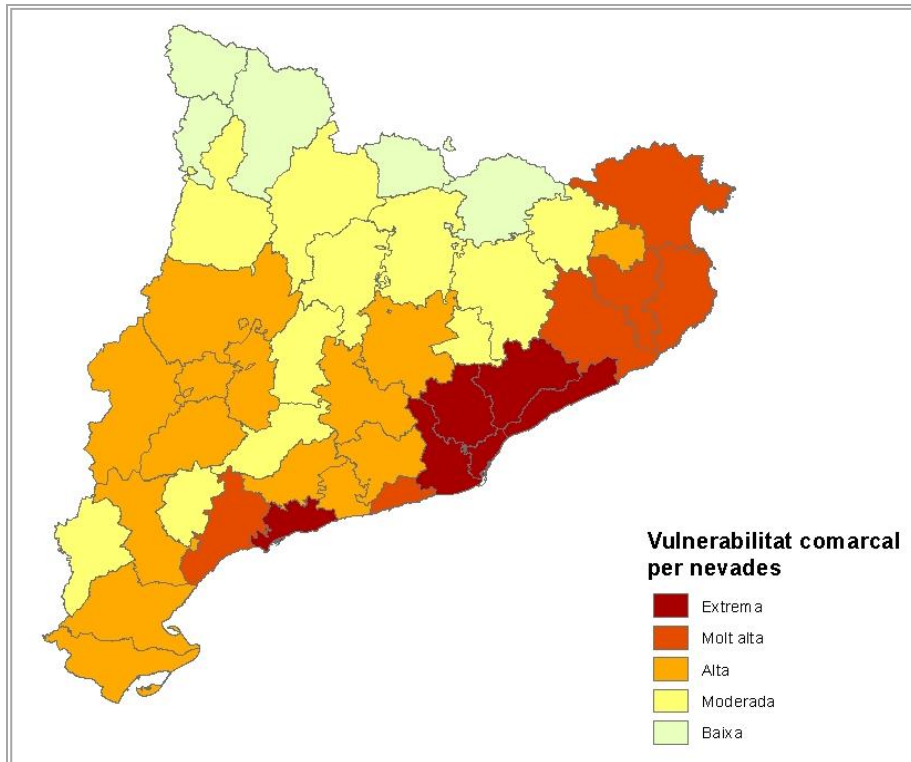 Vulnerabilitat comarcal
per nevades
Extrema
Molt alta
Alta
Moderada
Baixa